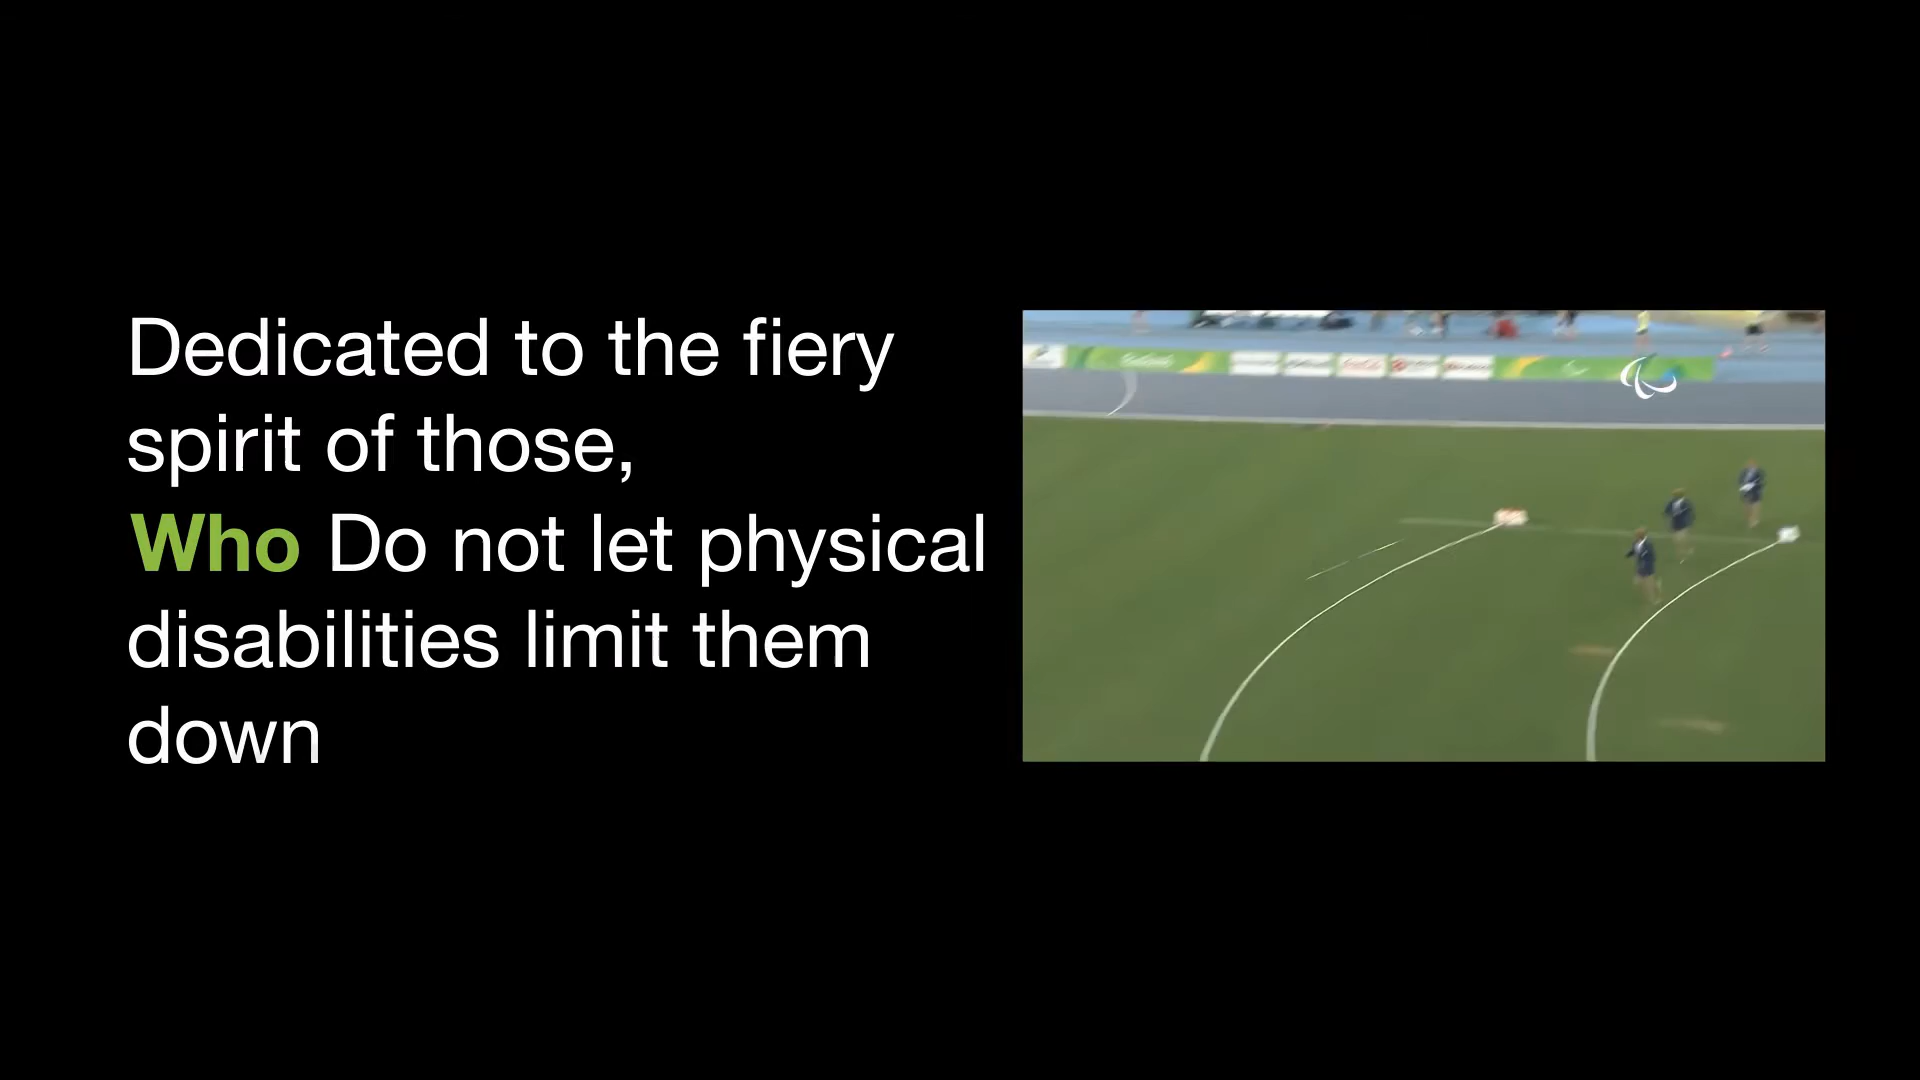 Dedicated to the fiery
spirit of those,
Who Do not let physical
disabilities limit them
down